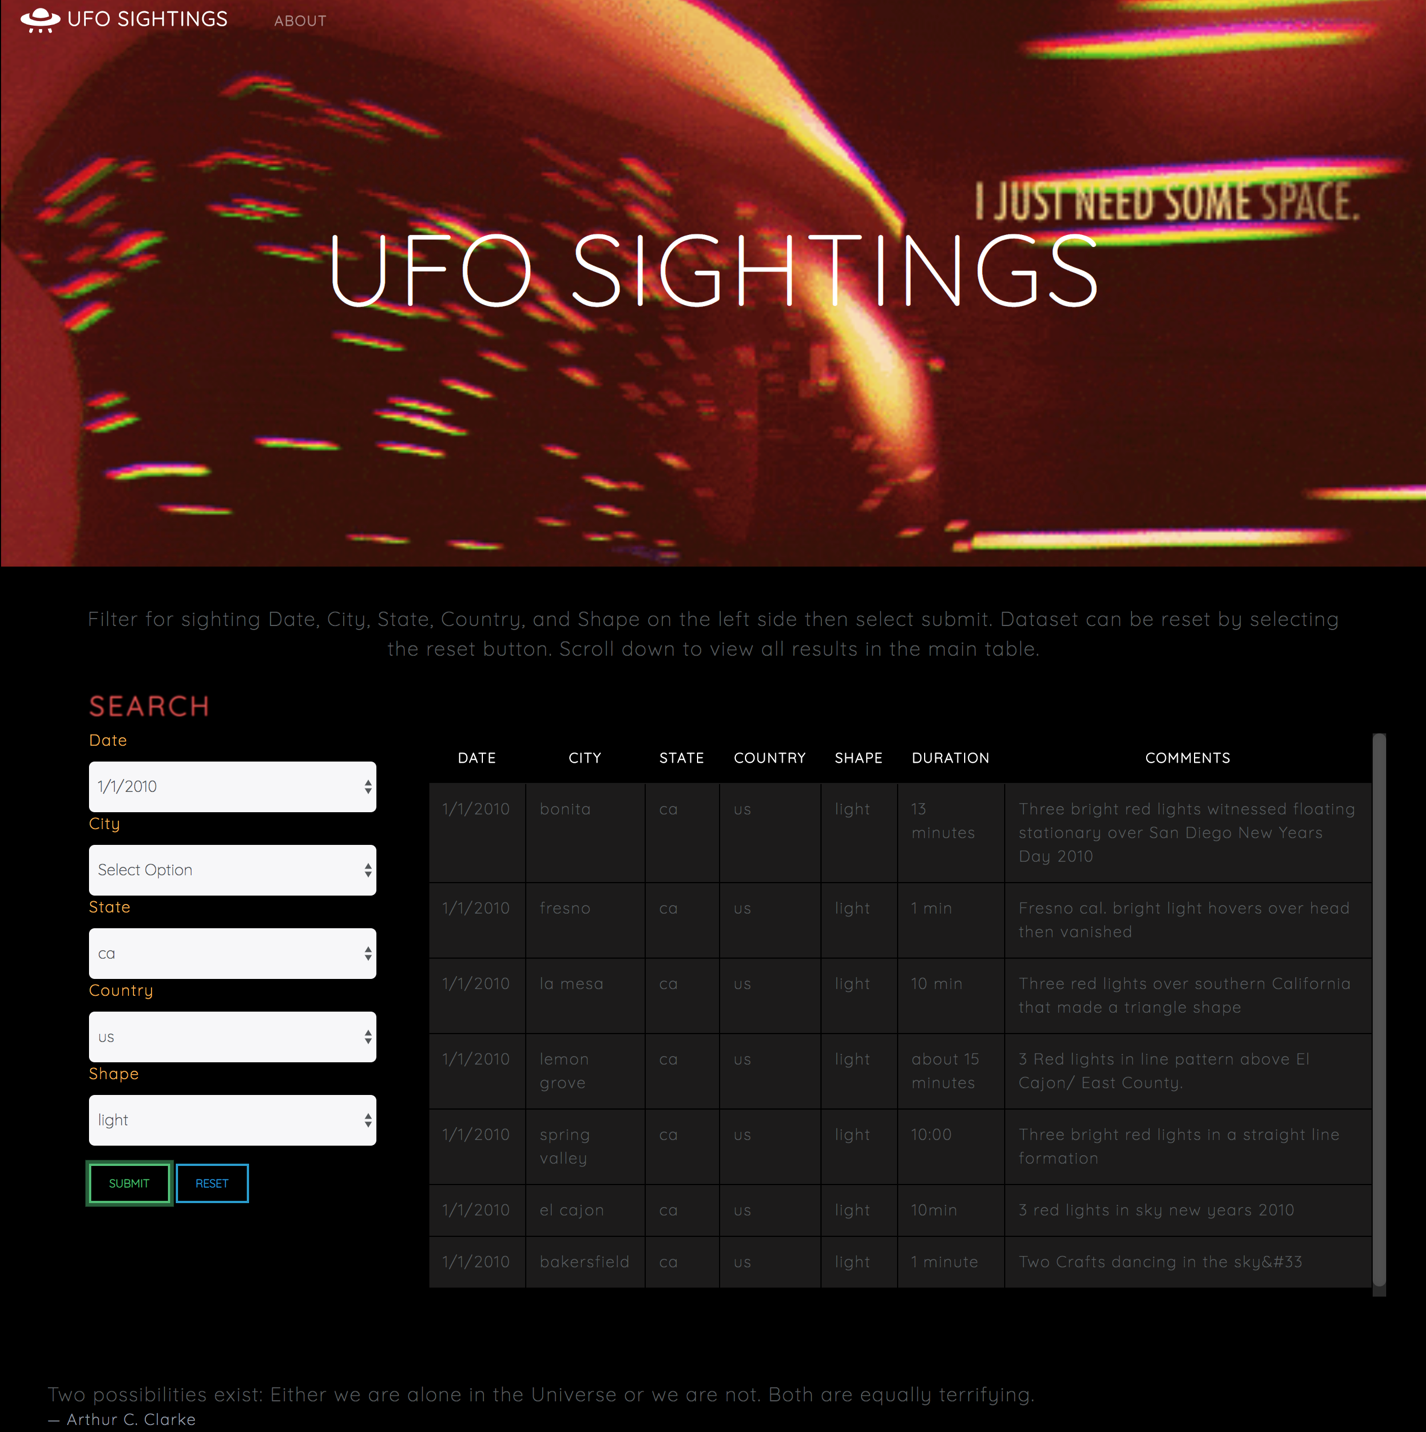 UFO SIGHTINGS ABOUT
I JUST NEED SOME SPACE.
UFO SIGHTINGS
Filter for sighting Date, City, State, Country, and Shape on the left side then select submit. Dataset can be reset by selecting
the reset button. Scroll down to view all results in the main table.
SEARCH
Date
1/1/2010
City
Select Option
State
ca
Country
us
Shape
light
SUBMIT RESET
DATE CITY STATE COUNTRY SHAPE DURATION COMMENTS
1/1/2010 bonita ca us light 13 Three bright red lights witnessed floating
minutes stationary over San Diego New Years
Day 2010
1/1/2010 fresno ca us light 1 min Fresno cal. bright light hovers over head
then vanished
1/1/2010 la mesa ca us light 10 min Three red lights over southern California
that made a triangle shape
1/1/2010 lemon ca us light about 15 3 Red lights in line pattern above El
grove minutes Cajon/ East County.
1/1/2010 spring ca us light 10:00 Three bright red lights in a straight line
valley formation
1/1/2010 el cajon ca us light 10min 3 red lights in sky new years 2010
1/1/2010 bakersfield ca us light 1 minute Two Crafts dancing in the sky&#33
Two possibilities exist: Either we are alone in the Universe or we are not. Both are equally terrifying.
— Arthur C. Clarke